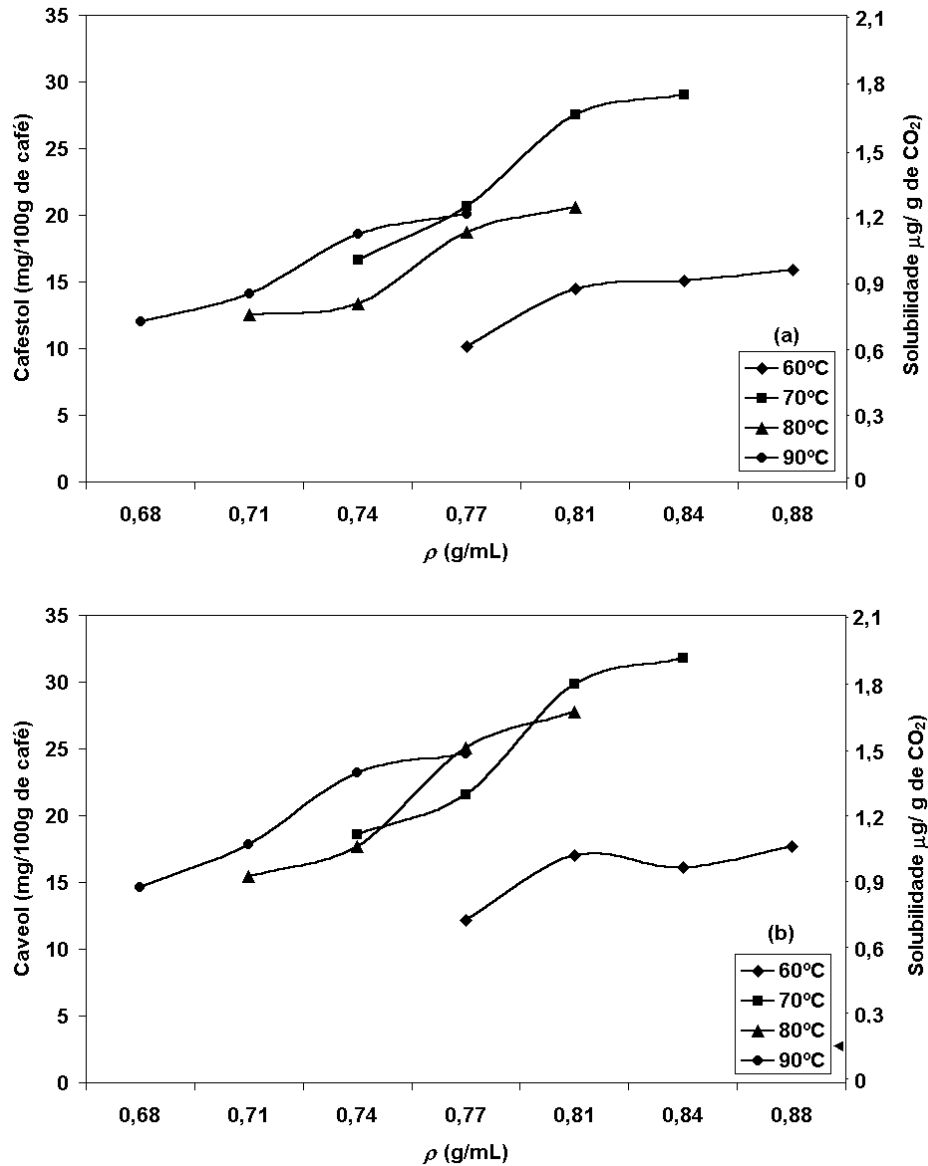 35
30
25
20
15
10
5
0
Cafestol (mg/100g de café)
2,1
1,8
1,5
1,2
0,9
0,6
0,3
0
Solubilidade μg/ g de CO₂
(a)
60ºC
70ºC
80ºC
90ºC
0,68 0,71 0,74 0,77 0,81 0,84 0,88
ρ (g/mL)
35
30
25
20
15
10
5
0
Caveol (mg/100g de café)
2,1
1,8
1,5
1,2
0,9
0,6
0,3
0
Solubilidade μg/ g de CO₂
(b)
60ºC
70ºC
80ºC
90ºC
0,68 0,71 0,74 0,77 0,81 0,84 0,88
ρ (g/mL)